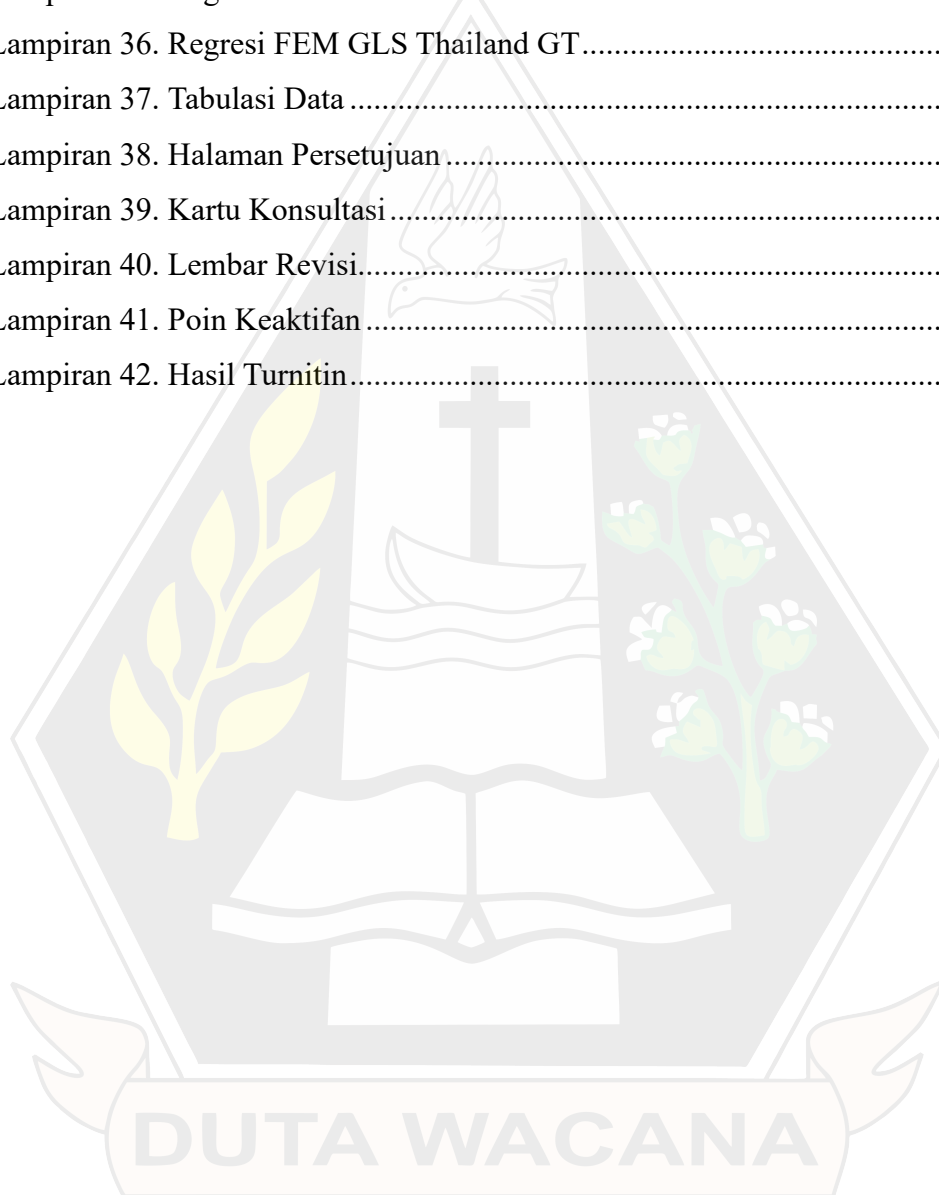 Lampiran 36. Regresi FEM GLS Thailand GT......................................................
Lampiran 37. Tabulasi Data ......................................................
Lampiran 38. Halaman Persetujuan ......................................................
Lampiran 39. Kartu Konsultasi ......................................................
Lampiran 40. Lembar Revisi......................................................
Lampiran 41. Poin Keaktifan ......................................................
Lampiran 42. Hasil Turnitin......................................................
DUTA WACANA